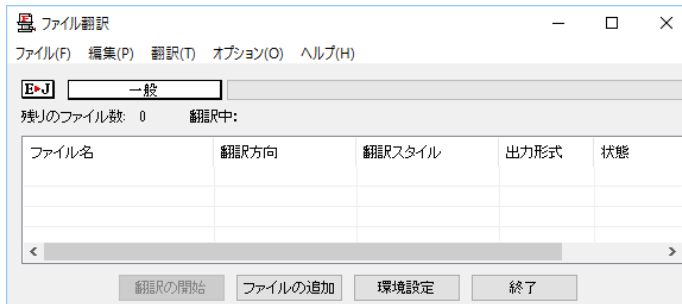 ファイル翻訳
ファイル(F) 編集(P) 翻訳(T) オプション(O) ヘルプ(H)
E▶J 一般
残りのファイル数: 0 翻訳中:
ファイル名 翻訳方向 翻訳スタイル 出力形式 状態
翻訳の開始 ファイルの追加 環境設定 終了